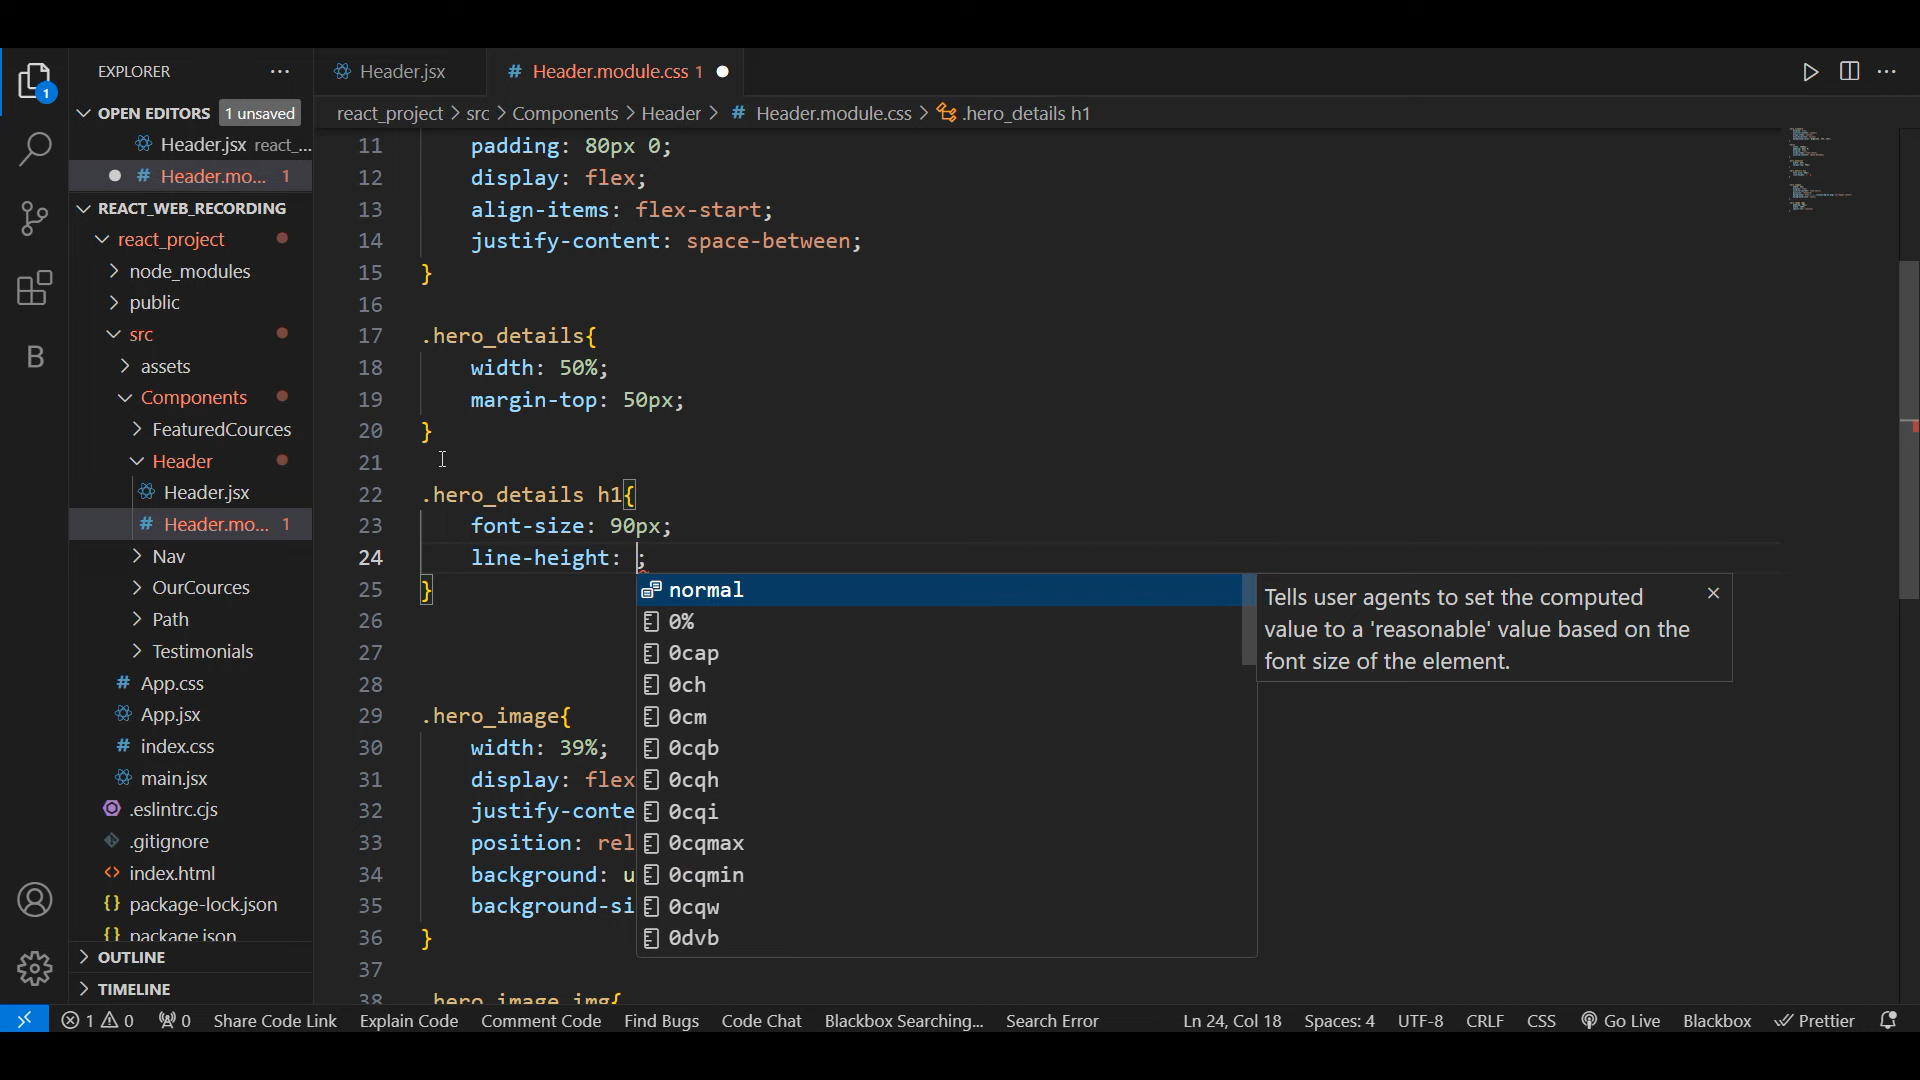 EXPLORER ...
OPEN EDITORS 1 unsaved
Header.jsx react_...
Header.mo... 1
REACT_WEB_RECORDING
react_project
node_modules
public
src
assets
Components
FeaturedCources
Header
Header.jsx
Header.mo... 1
Nav
OurCources
Path
Testimonials
App.css
App.jsx
index.css
main.jsx
.eslintrc.cjs
.gitignore
index.html
package-lock.json
package.json
OUTLINE
TIMELINE
1
B
Header.jsx
Header.module.css 1
react_project > src > Components > Header > Header.module.css > .hero_details h1
11 padding: 80px 0;
12 display: flex;
13 align-items: flex-start;
14 justify-content: space-between;
15 }
16
17 .hero_details{
18 width: 50%;
19 margin-top: 50px;
20 }
21
22 .hero_details h1{
23 font-size: 90px;
24 line-height: ;
25 }
26
27
28
29 .hero_image{
30 width: 39%;
31 display: flex
32 justify-conte
33 position: rel
34 background: u
35 background-si
36 }
37
38 .hero_image img{
normal
0%
0cap
0ch
0cm
0cqb
0cqh
0cqi
0cqmax
0cqmin
0cqw
0dvb
Tells user agents to set the computed
value to a 'reasonable' value based on the
font size of the element.
1 0 0 Share Code Link Explain Code Comment Code Find Bugs Code Chat Blackbox Searching... Search Error Ln 24, Col 18 Spaces: 4 UTF-8 CRLF CSS Go Live Blackbox Prettier